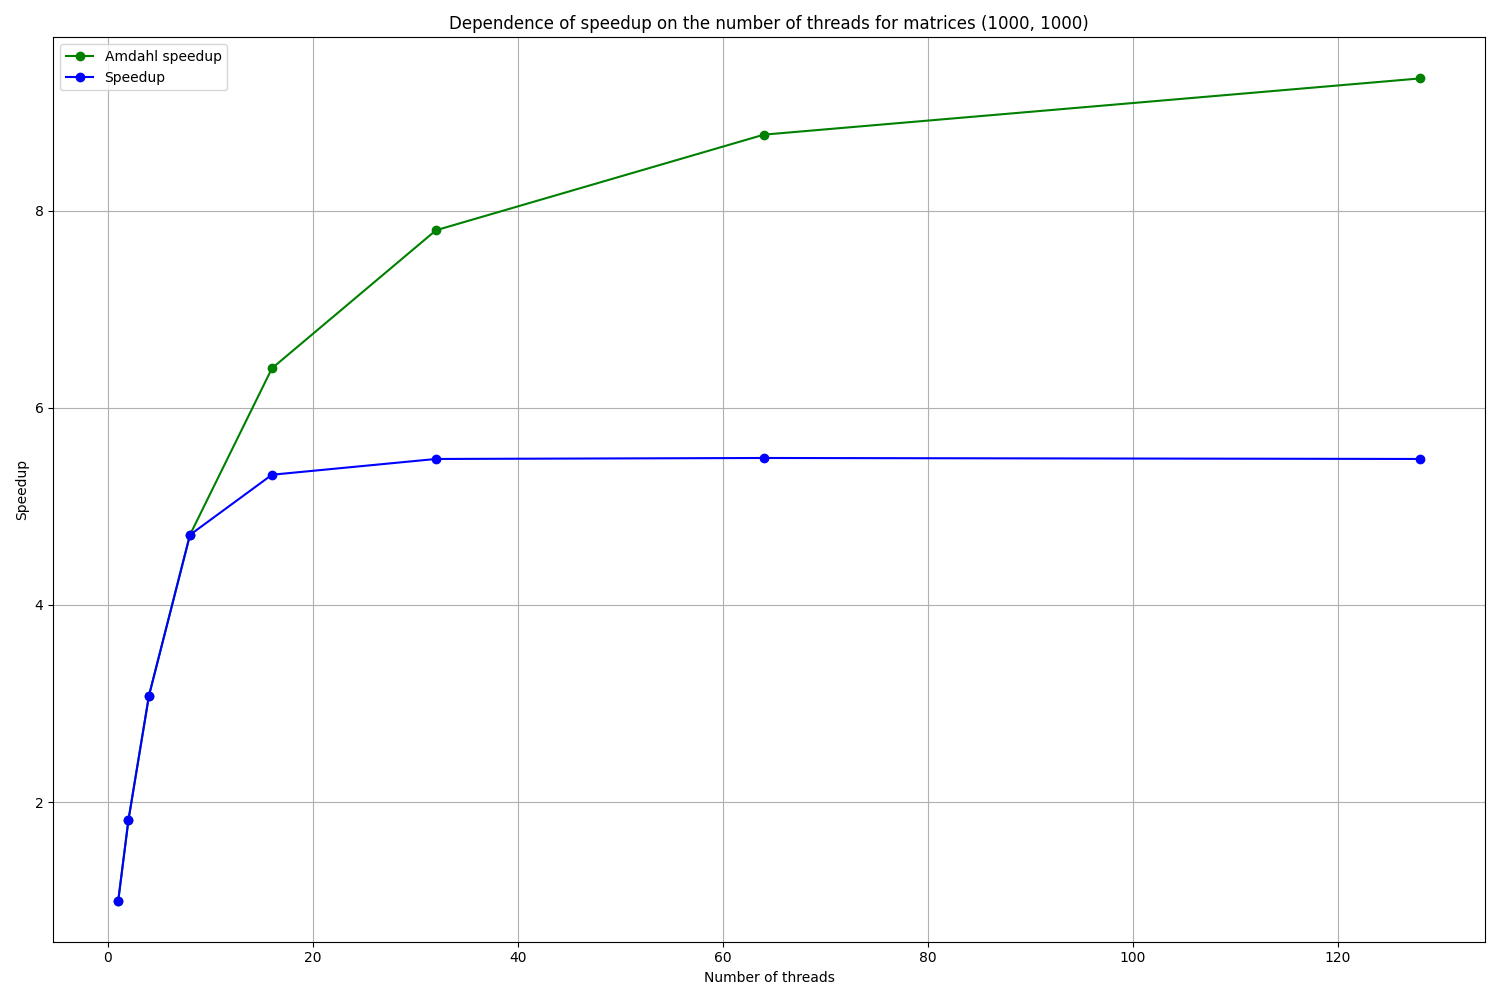 Dependence of speedup on the number of threads for matrices (1000, 1000)
Amdahl speedup
Speedup
8
6
4
2
Speedup
0 20 40 60 80 100 120
Number of threads